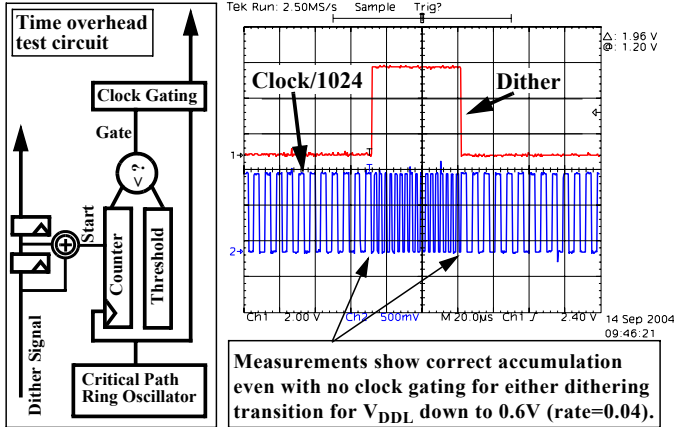 Time overhead
test circuit
Clock Gating
Gate
< ?
Start
Counter
Threshold
Dither Signal
Critical Path
Ring Oscillator
Tek Run: 2.50MS/s Sample Trig?
Δ: 1.96 V
@: 1.20 V
Clock/1024
Dither
1→
2→
Ch1 2.00 V Ch2 500mV M 20.0µs Ch1 ƒ 2.40 V
14 Sep 2004
09:46:21
Measurements show correct accumulation
even with no clock gating for either dithering
transition for VDDL down to 0.6V (rate=0.04).